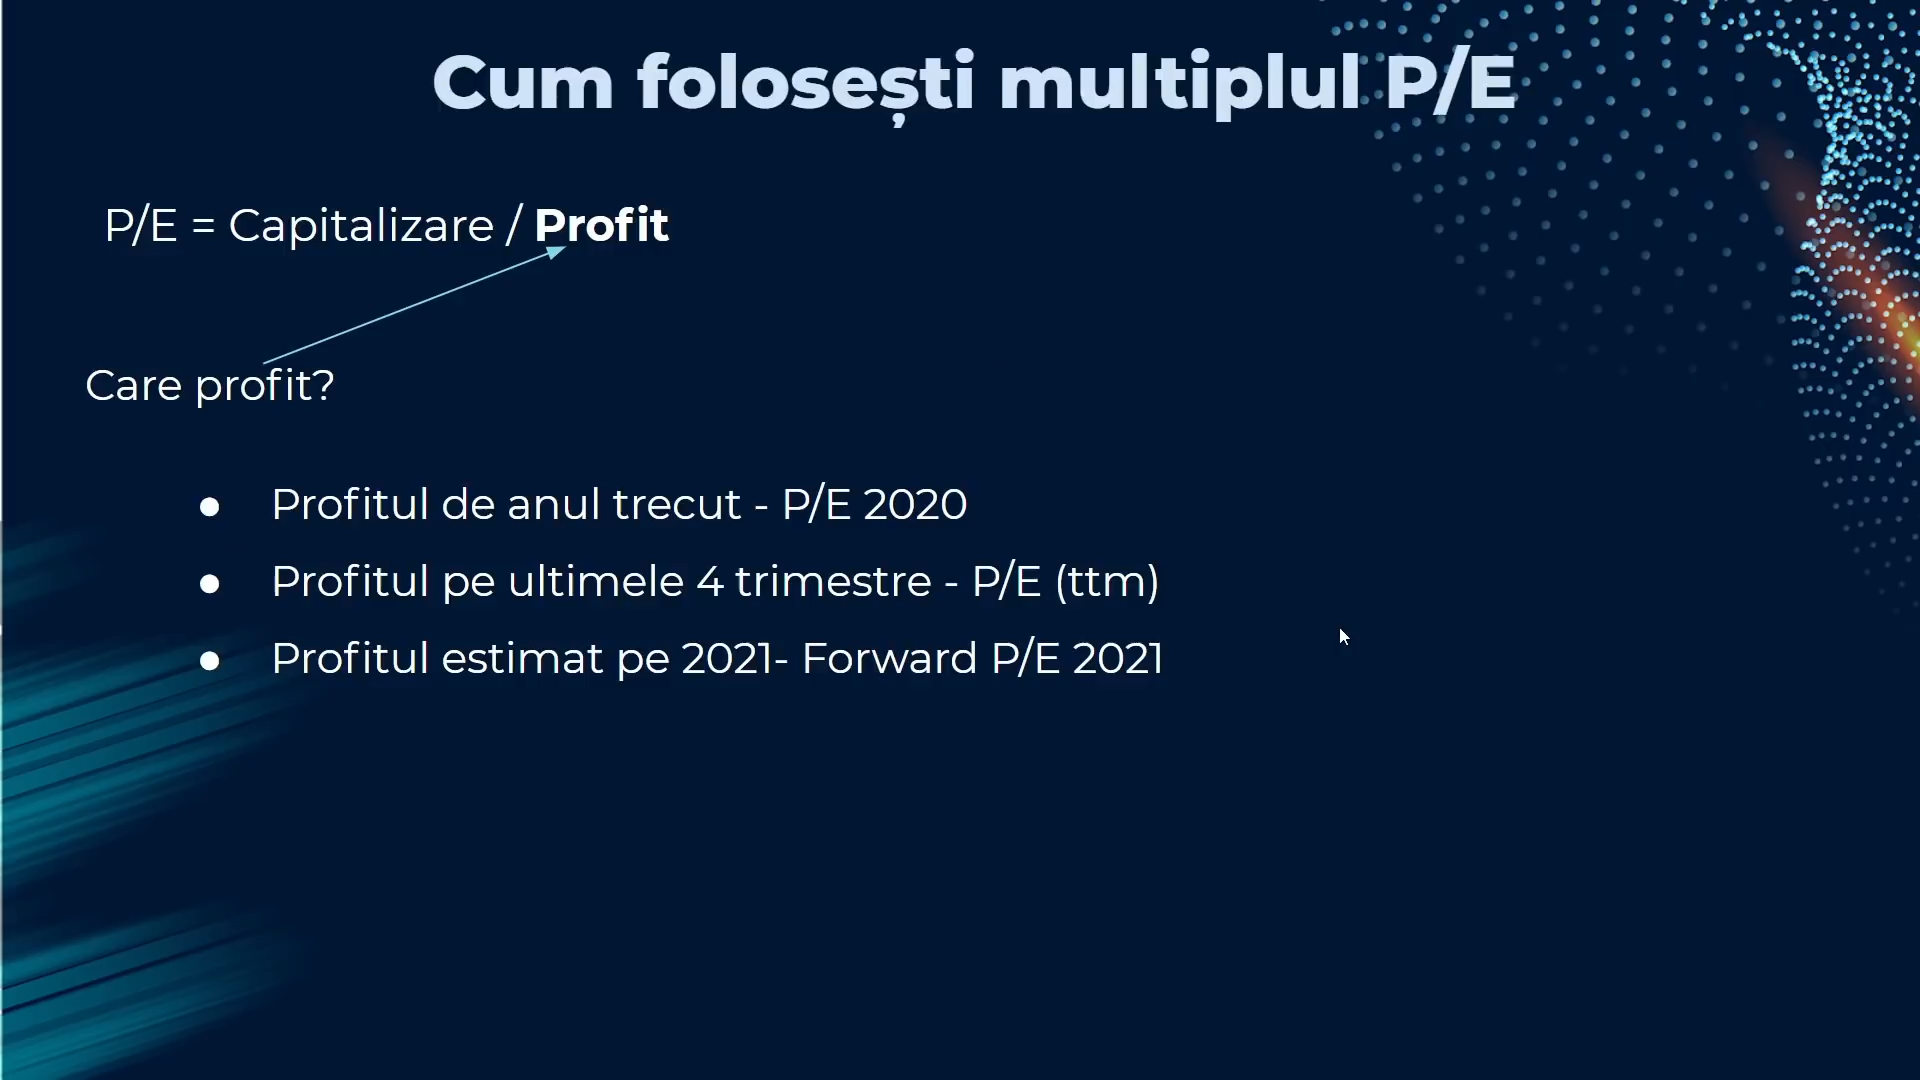 Cum folosești multiplul P/E
P/E = Capitalizare / Profit
Care profit?
● Profitul de anul trecut - P/E 2020
● Profitul pe ultimele 4 trimestre - P/E (ttm)
● Profitul estimat pe 2021- Forward P/E 2021